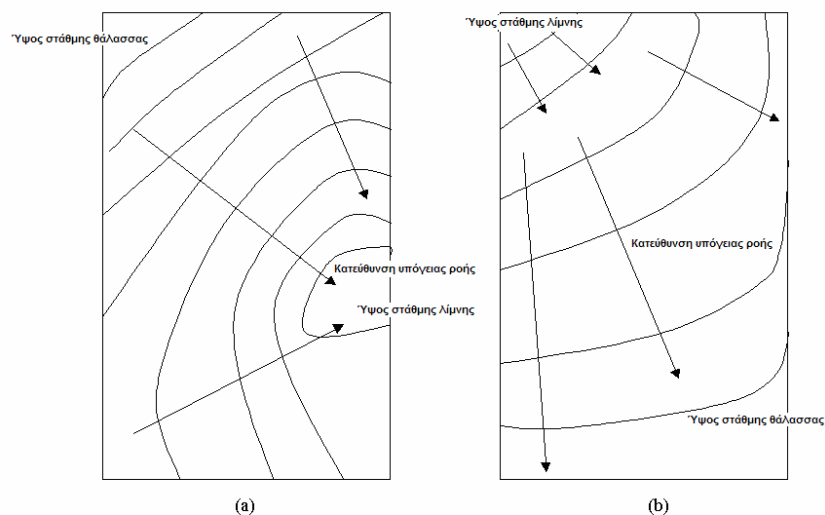 Ύψος στάθμης θάλασσας
Κατεύθυνση υπόγειας ροής
Ύψος στάθμης λίμνης
(a)
Ύψος στάθμης λίμνης
Κατεύθυνση υπόγειας ροής
Ύψος στάθμης θάλασσας
(b)